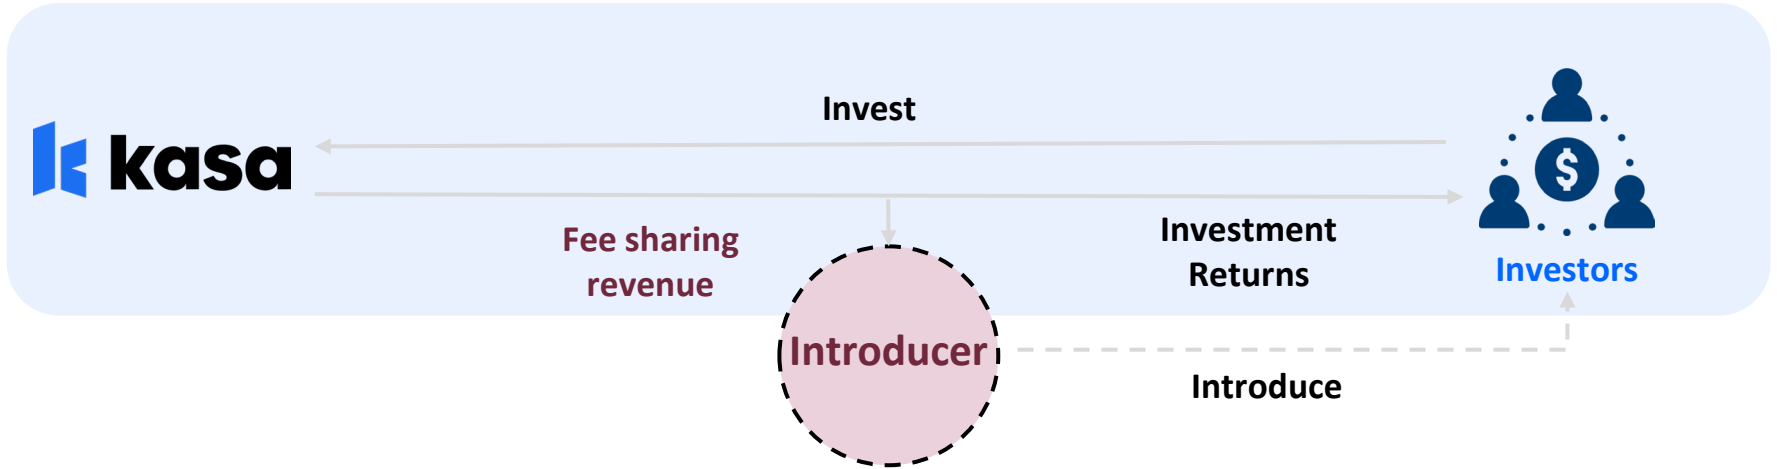 Invest
kasa
$
Fee sharing
revenue
Investment
Returns
Investors
Introducer
Introduce